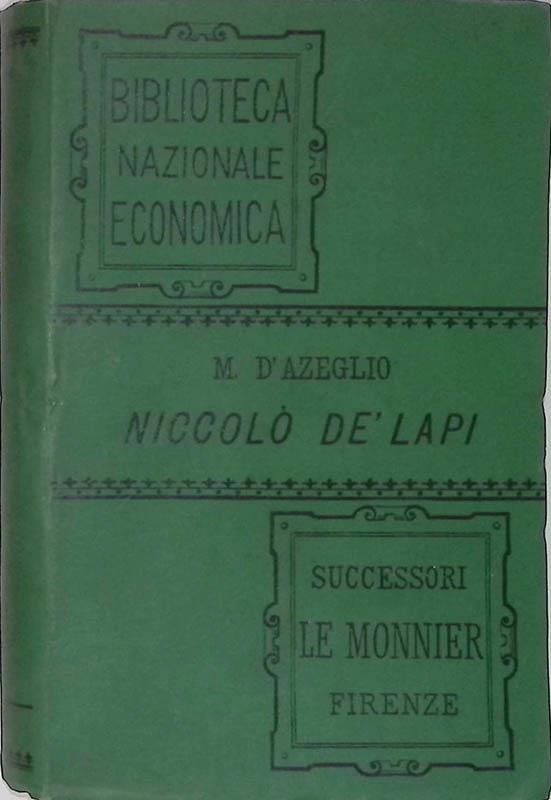 BIBLIOTECA
NAZIONALE
ECONOMICA
M. D'AZEGLIO
NICCOLÒ DE' LAPI
SUCCESSORI
LE MONNIER
FIRENZE